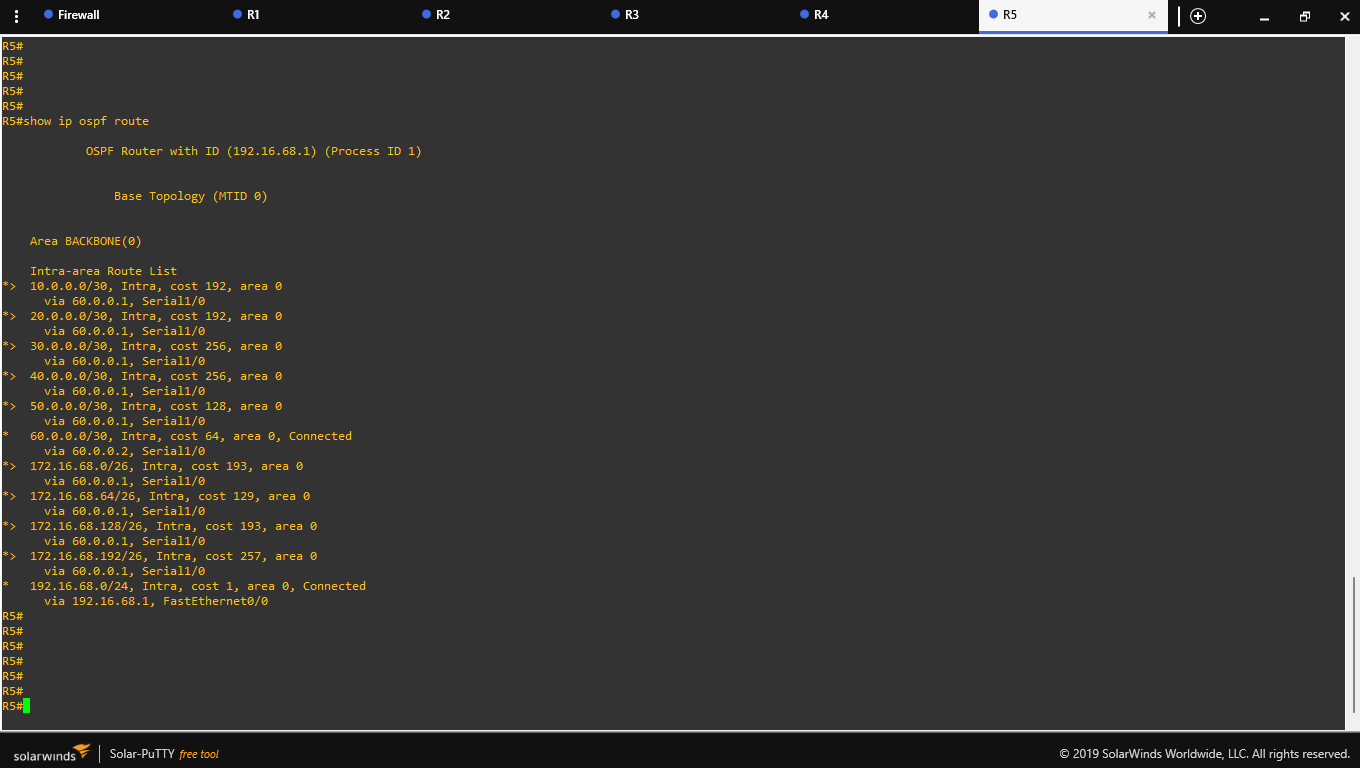 Firewall
R1
R2
R3
R4
R5
R5#
R5#
R5#
R5#
R5#
R5#show ip ospf route
OSPF Router with ID (192.16.68.1) (Process ID 1)
Base Topology (MTID 0)
Area BACKBONE(0)
Intra-area Route List
*> 10.0.0.0/30, Intra, cost 192, area 0
via 60.0.0.1, Serial1/0
*> 20.0.0.0/30, Intra, cost 192, area 0
via 60.0.0.1, Serial1/0
*> 30.0.0.0/30, Intra, cost 256, area 0
via 60.0.0.1, Serial1/0
*> 40.0.0.0/30, Intra, cost 256, area 0
via 60.0.0.1, Serial1/0
*> 50.0.0.0/30, Intra, cost 128, area 0
via 60.0.0.1, Serial1/0
* 60.0.0.0/30, Intra, cost 64, area 0, Connected
via 60.0.0.2, Serial1/0
*> 172.16.68.0/26, Intra, cost 193, area 0
via 60.0.0.1, Serial1/0
*> 172.16.68.64/26, Intra, cost 129, area 0
via 60.0.0.1, Serial1/0
*> 172.16.68.128/26, Intra, cost 193, area 0
via 60.0.0.1, Serial1/0
*> 172.16.68.192/26, Intra, cost 257, area 0
via 60.0.0.1, Serial1/0
* 192.16.68.0/24, Intra, cost 1, area 0, Connected
via 192.16.68.1, FastEthernet0/0
R5#
R5#
R5#
R5#
R5#
R5#
R5#
solarwinds Solar-PuTTY free tool
© 2019 SolarWinds Worldwide, LLC. All rights reserved.